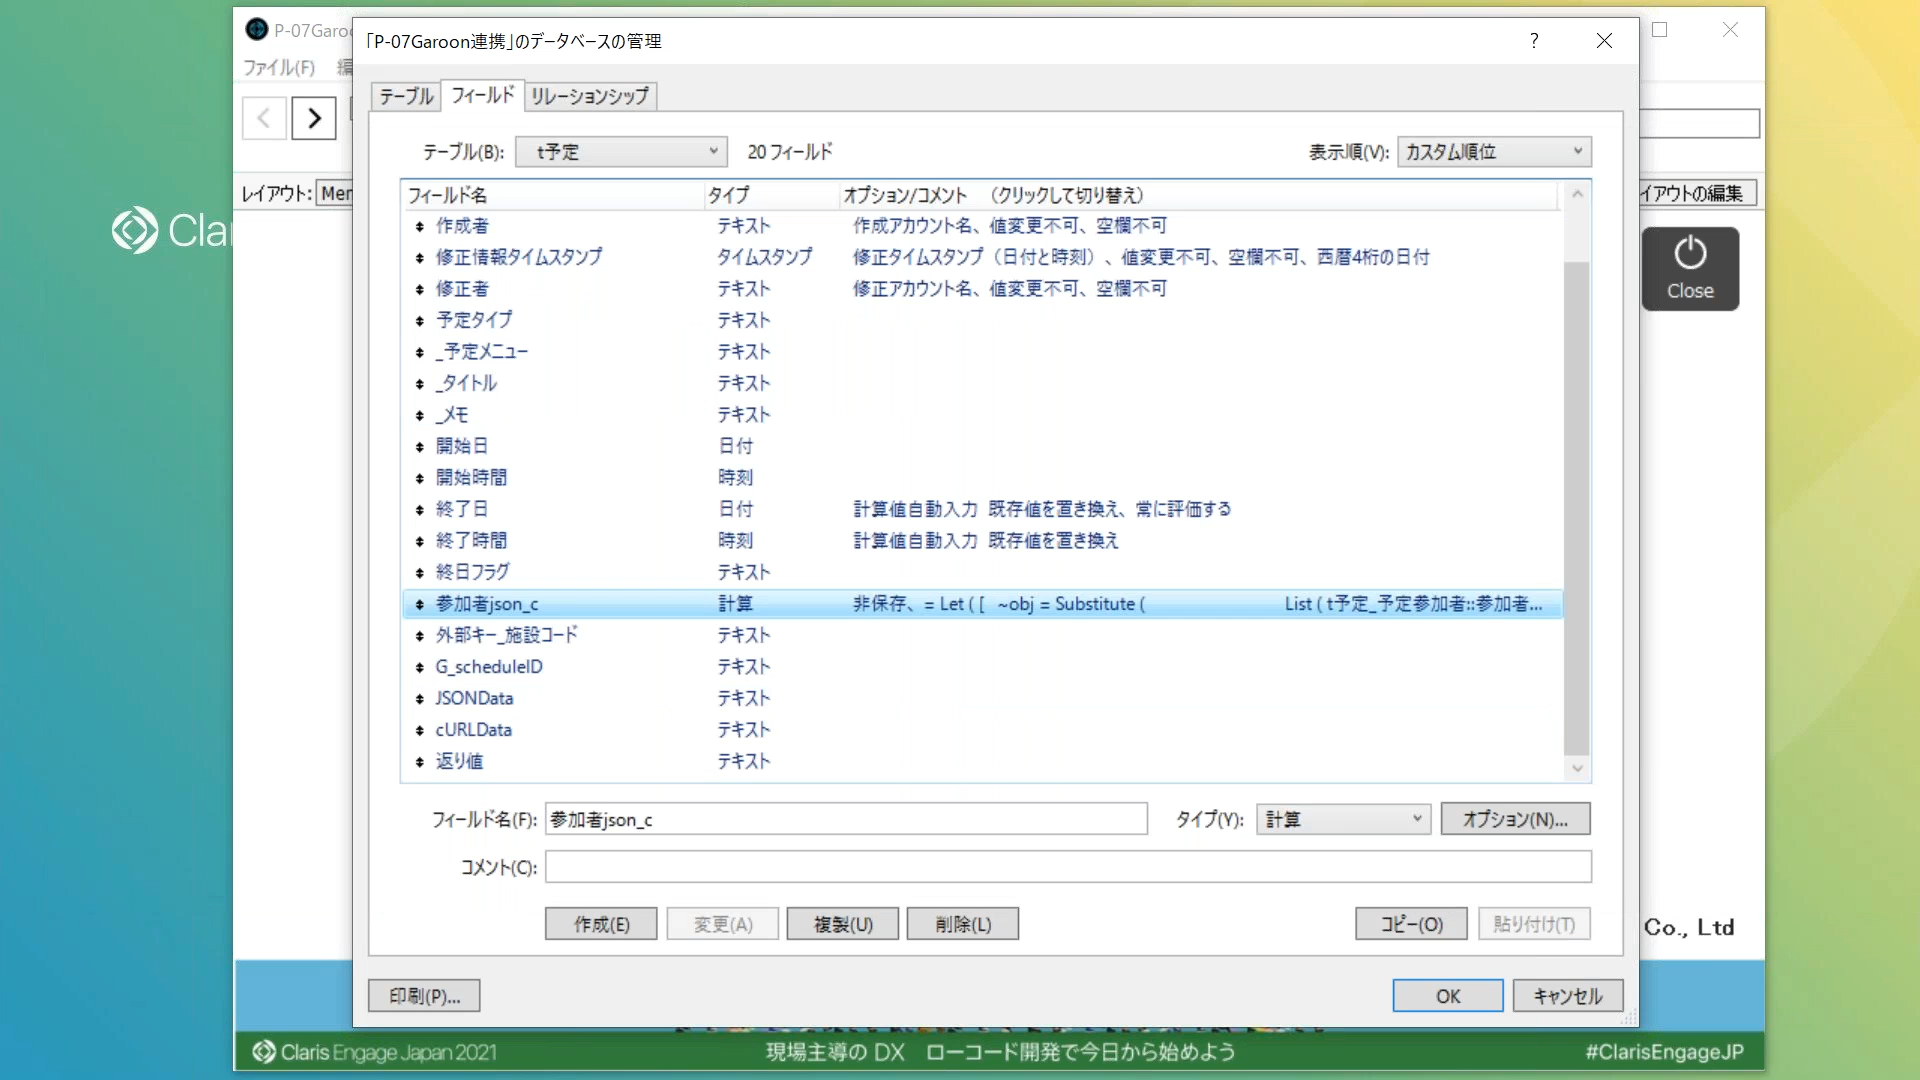 P-07Garoo
「P-07Garoon連携」のデータベースの管理
?
ファイル(F) 編
テーブル フィールド リレーションシップ
テーブル(B): t予定 20 フィールド 表示順(V): カスタム順位
レイアウト: Men
イアウトの編集
フィールド名 タイプ オプション/コメント (クリックして切り替え)
作成者 テキスト 作成アカウント名、値変更不可、空欄不可
修正情報タイムスタンプ タイムスタンプ 修正タイムスタンプ (日付と時刻) 、値変更不可、空欄不可、西暦4桁の日付
修正者 テキスト 修正アカウント名、値変更不可、空欄不可
予定タイプ テキスト
_予定メニュー テキスト
_タイトル テキスト
_メモ テキスト
開始日 日付
開始時間 時刻
終了日 日付 計算値自動入力 既存値を置き換え、常に評価する
終了時間 時刻 計算値自動入力 既存値を置き換え
終日フラグ テキスト
参加者json_c 計算 非保存、= Let ( [ ~obj = Substitute ( List ( t予定_予定参加者::参加者...
外部キー_施設コード テキスト
G_scheduleID テキスト
JSONData テキスト
cURLData テキスト
返り値 テキスト
Clar
Close
フィールド名(F): 参加者json_c タイプ(Y): 計算 オプション(N)...
コメント(C):
作成(E) 変更(A) 複製(U) 削除(L) コピー(O) 貼り付け(T)
Co., Ltd
印刷(P)... OK キャンセル
Claris Engage Japan 2021 現場主導の DX ローコード開発で今日から始めよう #ClarisEngageJP